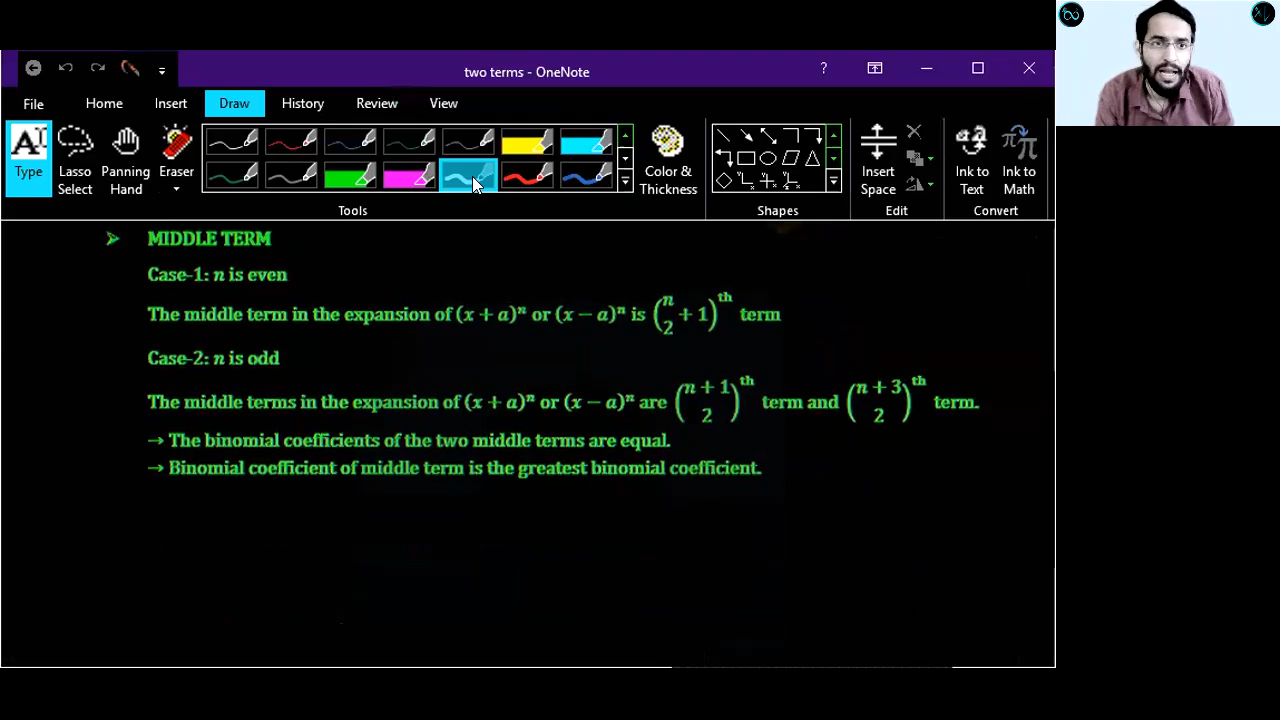 two terms - OneNote
?
File Home Insert Draw History Review View
Type
Lasso Select
Panning Hand
Eraser
Color & Thickness
Insert Space
Ink to Text
Ink to Math
Tools Shapes Edit Convert
➢ MIDDLE TERM
Case-1: n is even
The middle term in the expansion of (x + a)ⁿ or (x − a)ⁿ is (n/2 + 1)th term
Case-2: n is odd
The middle terms in the expansion of (x + a)ⁿ or (x − a)ⁿ are (n + 1/2)th term and (n + 3/2)th term.
→ The binomial coefficients of the two middle terms are equal.
→ Binomial coefficient of middle term is the greatest binomial coefficient.